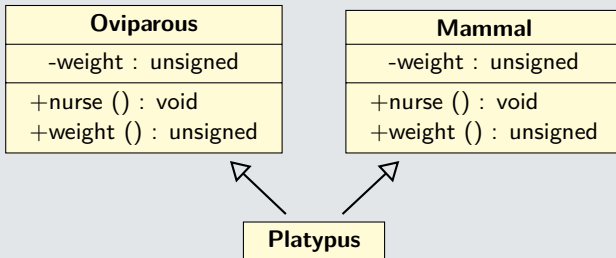 Oviparous
-weight : unsigned
+nurse () : void
+weight () : unsigned
Mammal
-weight : unsigned
+nurse () : void
+weight () : unsigned
Platypus